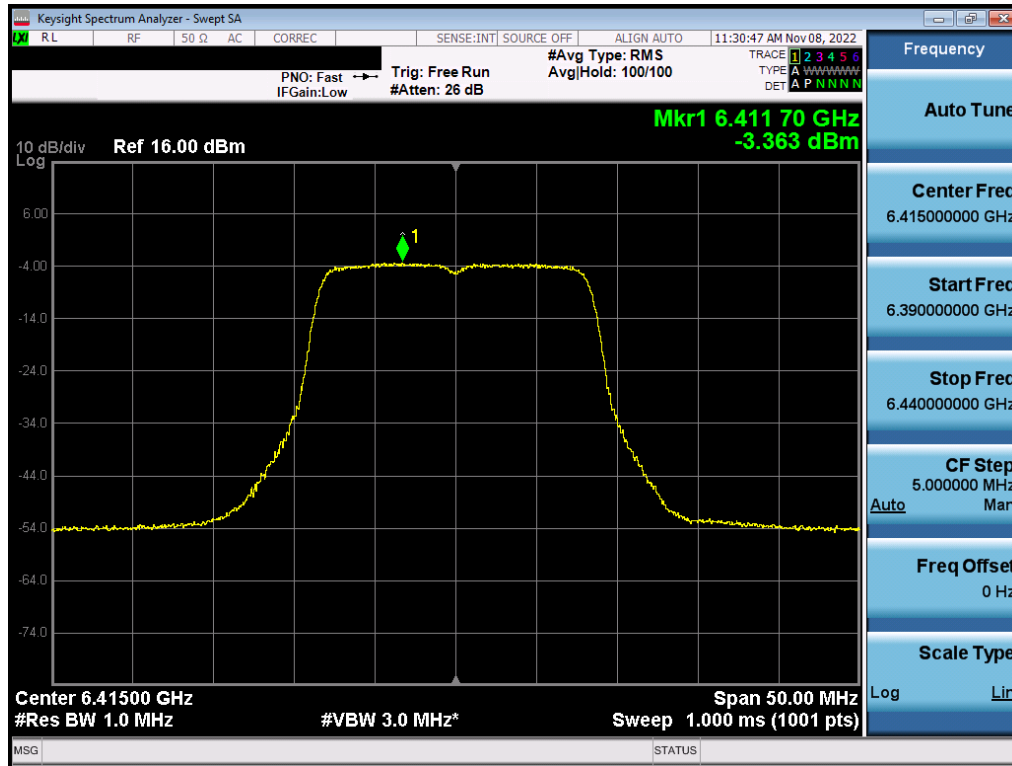 Keysight Spectrum Analyzer - Swept SA
LXI RL RF 50 Ω AC CORREC SENSE:INT SOURCE OFF ALIGN AUTO 11:30:47 AM Nov 08, 2022
PNO: Fast
IFGain:Low
Trig: Free Run
#Atten: 26 dB
#Avg Type: RMS
Avg|Hold: 100/100
TRACE 1 2 3 4 5 6
TYPE A WWWWW
DET A P N N N N
Mkr1 6.411 70 GHz
-3.363 dBm
10 dB/div
Log
Ref 16.00 dBm
1
6.00
-4.00
-14.0
-24.0
-34.0
-44.0
-54.0
-64.0
-74.0
Center 6.41500 GHz
#Res BW 1.0 MHz
#VBW 3.0 MHz*
Span 50.00 MHz
Sweep 1.000 ms (1001 pts)
MSG STATUS
Frequency
Auto Tune
Center Freq
6.415000000 GHz
Start Freq
6.390000000 GHz
Stop Freq
6.440000000 GHz
CF Step
5.000000 MHz
Auto Man
Freq Offset
0 Hz
Scale Type
Log Lin